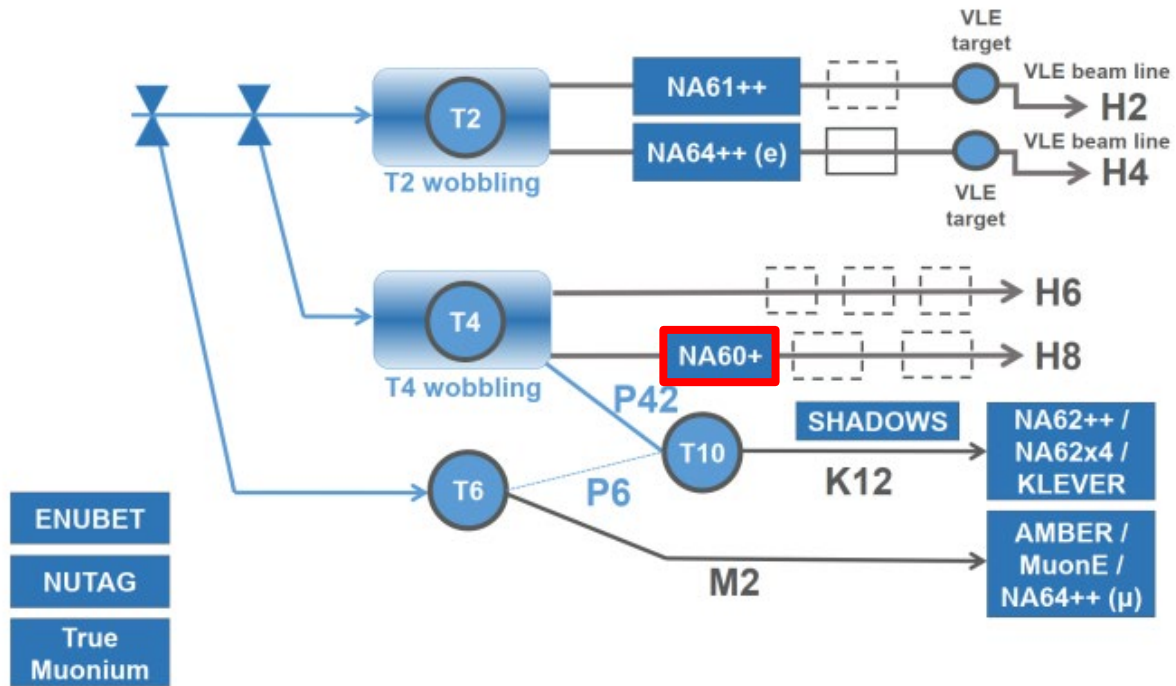 VLE
target
VLE beam line
NA61++
H2
T2
VLE beam line
NA64++ (e)
H4
T2 wobbling
VLE
target
H6
T4
NA60+
H8
T4 wobbling
P42
SHADOWS
NA62++ /
NA62x4 /
KLEVER
T10
K12
T6
P6
ENUBET
AMBER /
MuonE /
NA64++ (µ)
NUTAG
M2
True
Muonium